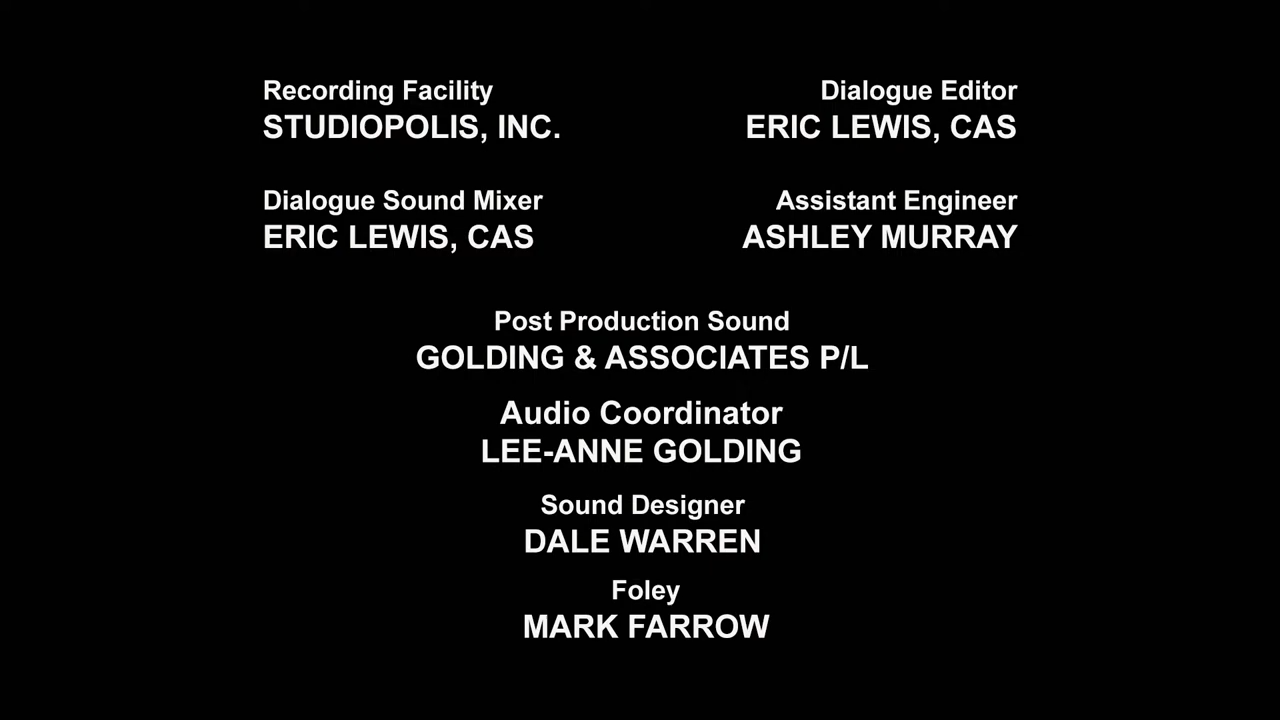 Recording Facility
STUDIOPOLIS, INC.
Dialogue Editor
ERIC LEWIS, CAS
Dialogue Sound Mixer
ERIC LEWIS, CAS
Assistant Engineer
ASHLEY MURRAY
Post Production Sound
GOLDING & ASSOCIATES P/L
Audio Coordinator
LEE-ANNE GOLDING
Sound Designer
DALE WARREN
Foley
MARK FARROW